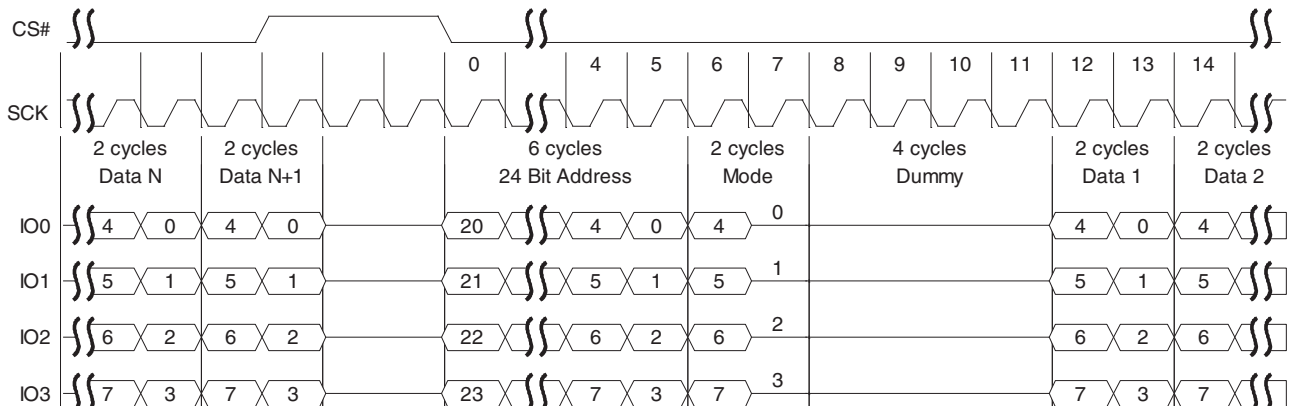 CS#
0 4 5 6 7 8 9 10 11 12 13 14
SCK
2 cycles 2 cycles 6 cycles 2 cycles 4 cycles 2 cycles 2 cycles
Data N Data N+1 24 Bit Address Mode Dummy Data 1 Data 2
IO0 4 0 4 0 20 4 0 4 0 4 0 4
IO1 5 1 5 1 21 5 1 5 1 5 1 5
IO2 6 2 6 2 22 6 2 6 2 6 2 6
IO3 7 3 7 3 23 7 3 7 3 7 3 7